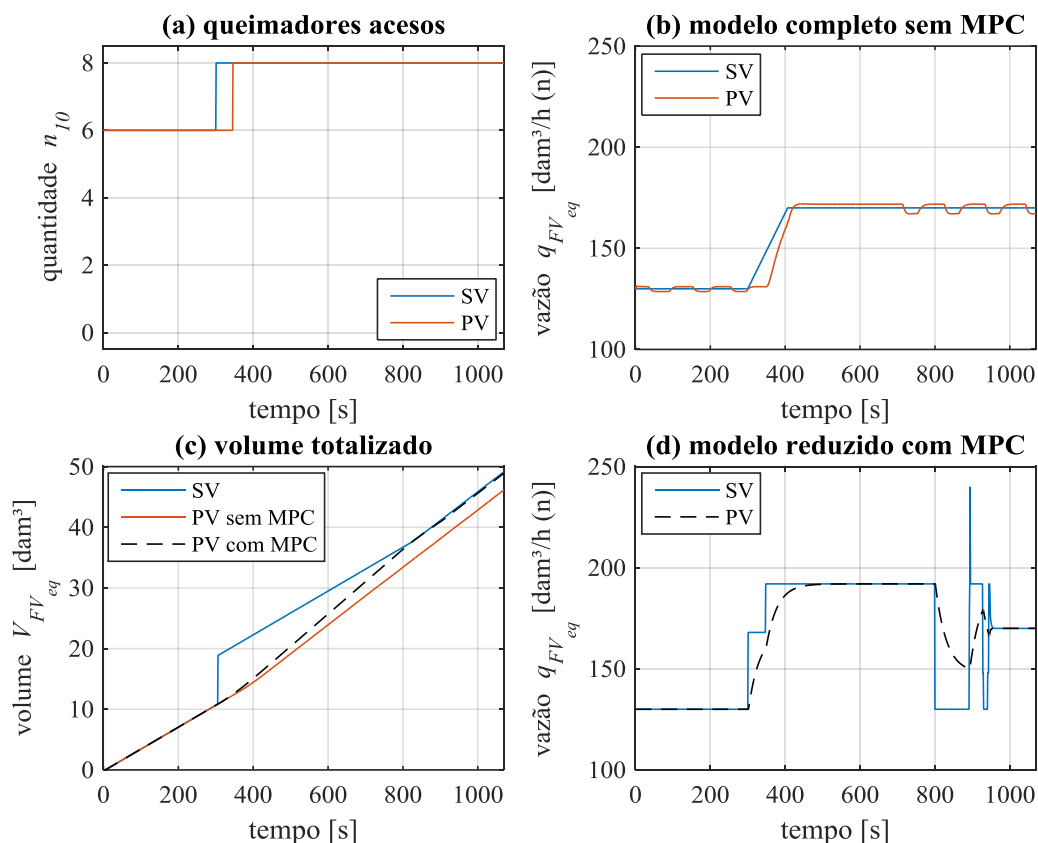 (a) queimadores acesos
quantidade n_10
8
6
4
2
0
SV
PV
0 200 400 600 800 1000
tempo [s]
(b) modelo completo sem MPC
vazão q_FV_eq [dam³/h (n)]
250
200
150
100
SV
PV
0 200 400 600 800 1000
tempo [s]
(c) volume totalizado
volume V_FV_eq [dam³]
50
40
30
20
10
0
SV
PV sem MPC
PV com MPC
0 200 400 600 800 1000
tempo [s]
(d) modelo reduzido com MPC
vazão q_FV_eq [dam³/h (n)]
250
200
150
100
SV
PV
0 200 400 600 800 1000
tempo [s]